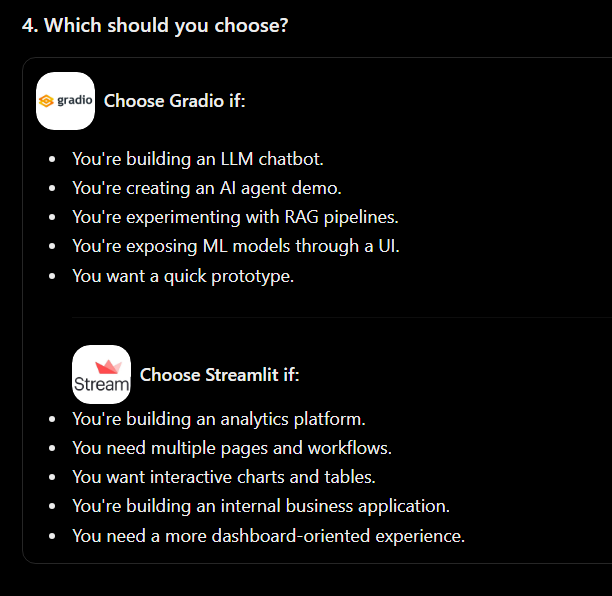 4. Which should you choose?
gradio
Choose Gradio if:
You're building an LLM chatbot.
You're creating an AI agent demo.
You're experimenting with RAG pipelines.
You're exposing ML models through a UI.
You want a quick prototype.
Stream
Choose Streamlit if:
You're building an analytics platform.
You need multiple pages and workflows.
You want interactive charts and tables.
You're building an internal business application.
You need a more dashboard-oriented experience.